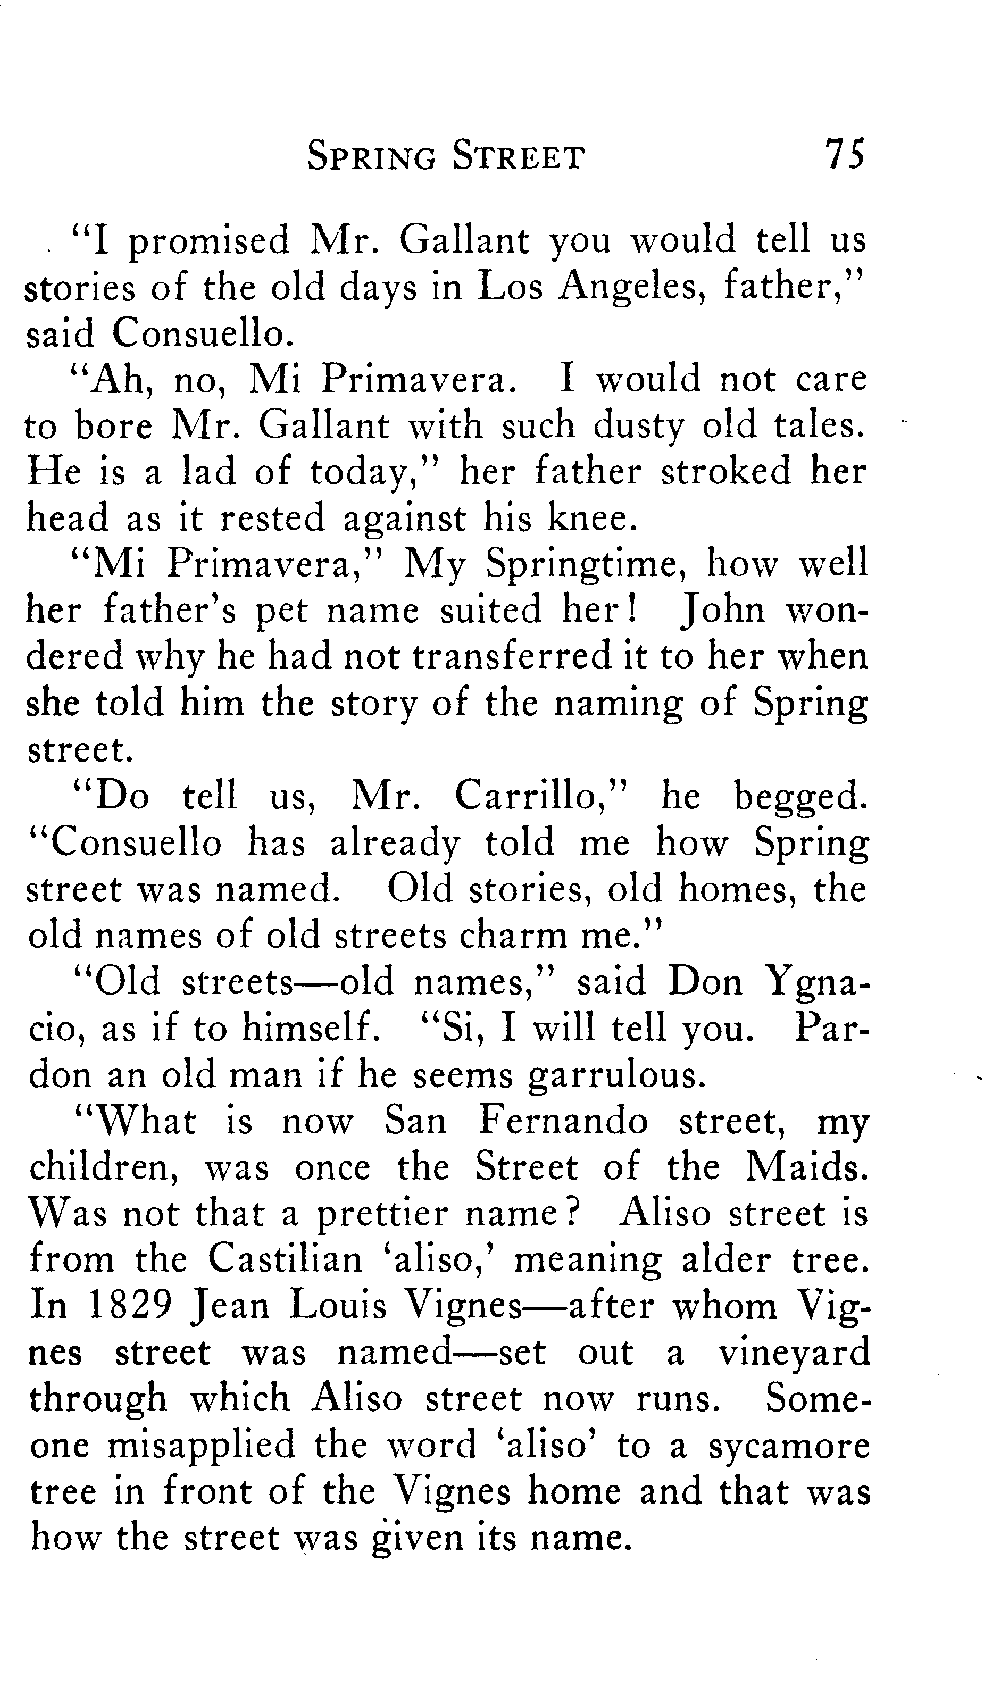 SPRING STREET 75
"I promised Mr. Gallant you would tell us
stories of the old days in Los Angeles, father,"
said Consuello.
"Ah, no, Mi Primavera. I would not care
to bore Mr. Gallant with such dusty old tales.
He is a lad of today," her father stroked her
head as it rested against his knee.
"Mi Primavera," My Springtime, how well
her father's pet name suited her! John won-
dered why he had not transferred it to her when
she told him the story of the naming of Spring
street.
"Do tell us, Mr. Carrillo," he begged.
"Consuello has already told me how Spring
street was named. Old stories, old homes, the
old names of old streets charm me."
"Old streets—old names," said Don Ygna-
cio, as if to himself. "Si, I will tell you. Par-
don an old man if he seems garrulous.
"What is now San Fernando street, my
children, was once the Street of the Maids.
Was not that a prettier name? Aliso street is
from the Castilian 'aliso,' meaning alder tree.
In 1829 Jean Louis Vignes—after whom Vig-
nes street was named—set out a vineyard
through which Aliso street now runs. Some-
one misapplied the word 'aliso' to a sycamore
tree in front of the Vignes home and that was
how the street was given its name.